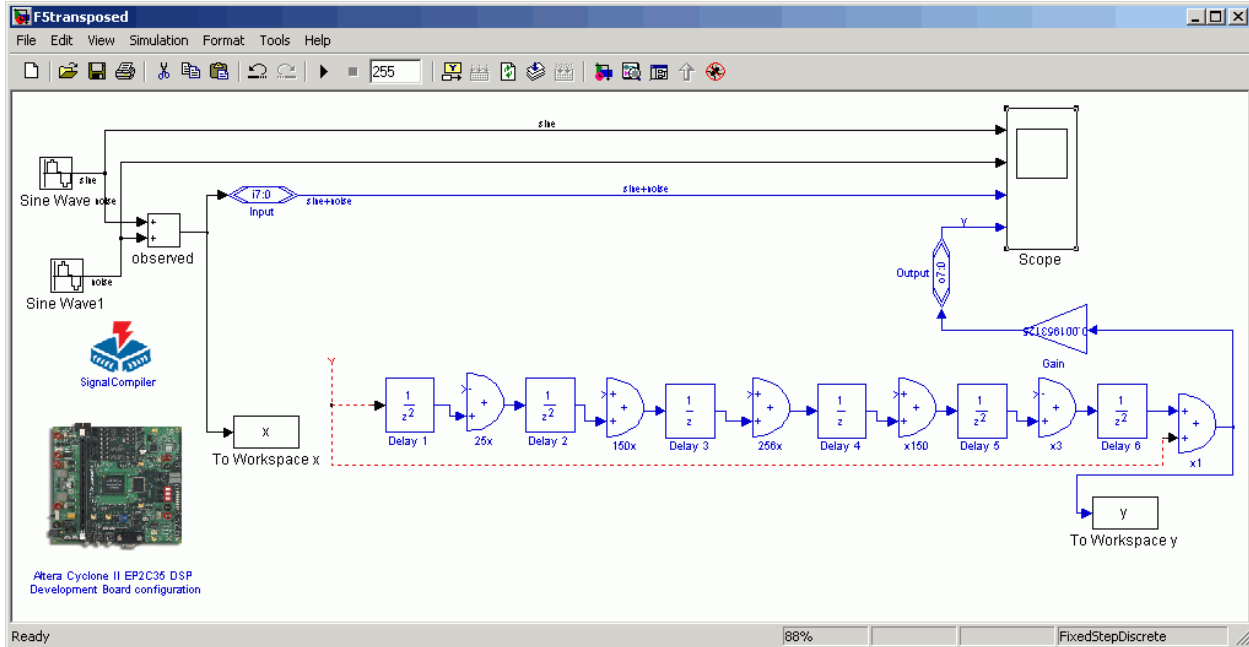 F5transposed
File Edit View Simulation Format Tools Help
255
sine
sine
Sine Wave
noise
i7:0
Input
sine+noise
sine+noise
observed
Y
Scope
Output
o7:0
noise
Sine Wave1
0.001953125
Gain
SignalCompiler
Y
1
z2
Delay 1
-
+
+
25x
1
z2
Delay 2
+
+
+
150x
1
z
Delay 3
+
+
+
256x
1
z
Delay 4
+
+
+
x150
1
z2
Delay 5
-
+
+
x3
1
z2
Delay 6
+
+
+
x1
x
To Workspace x
y
To Workspace y
Altera Cyclone II EP2C35 DSP
Development Board configuration
Ready
88%
FixedStepDiscrete